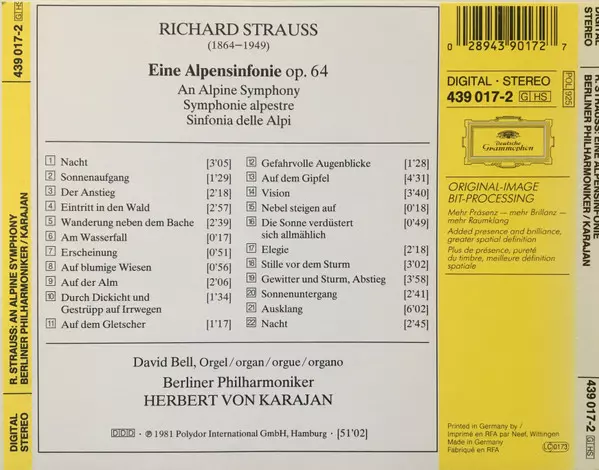 439 017-2 GHS
DIGITAL STEREO
R. STRAUSS: AN ALPINE SYMPHONY
BERLINER PHILHARMONIKER / KARAJAN
RICHARD STRAUSS
(1864–1949)
Eine Alpensinfonie op. 64
An Alpine Symphony
Symphonie alpestre
Sinfonia delle Alpi
1 Nacht [3'05]
2 Sonnenaufgang [1'29]
3 Der Anstieg [2'18]
4 Eintritt in den Wald [2'57]
5 Wanderung neben dem Bache [2'39]
6 Am Wasserfall [0'17]
7 Erscheinung [0'51]
8 Auf blumige Wiesen [0'56]
9 Auf der Alm [2'06]
10 Durch Dickicht und [1'34]
Gestrüpp auf Irrwegen
11 Auf dem Gletscher [1'17]
12 Gefahrvolle Augenblicke [1'28]
13 Auf dem Gipfel [4'31]
14 Vision [3'40]
15 Nebel steigen auf [0'18]
16 Die Sonne verdüstert [0'49]
sich allmählich
17 Elegie [2'18]
18 Stille vor dem Sturm [3'02]
19 Gewitter und Sturm, Abstieg [3'58]
20 Sonnenuntergang [2'41]
21 Ausklang [6'02]
22 Nacht [2'45]
David Bell, Orgel / organ / orgue / organo
Berliner Philharmoniker
HERBERT VON KARAJAN
DDD · ℗ 1981 Polydor International GmbH, Hamburg · [51'02]
0 28943 90172 7
DIGITAL · STEREO
439 017-2 GHS
POL 925
Deutsche
Grammophon
ORIGINAL-IMAGE
BIT-PROCESSING
Mehr Präsenz – mehr Brillanz –
mehr Raumklang
Added presence and brilliance,
greater spatial definition
Plus de présence, pureté
du timbre, meilleure définition
spatiale
Printed in Germany by /
Imprimé en RFA par Neef, Wittingen
Made in Germany
Fabriqué en RFA
LC 0173
DIGITAL
STEREO
R. STRAUSS: EINE ALPENSINFONIE
BERLINER PHILHARMONIKER / KARAJAN
439 017-2 GHS